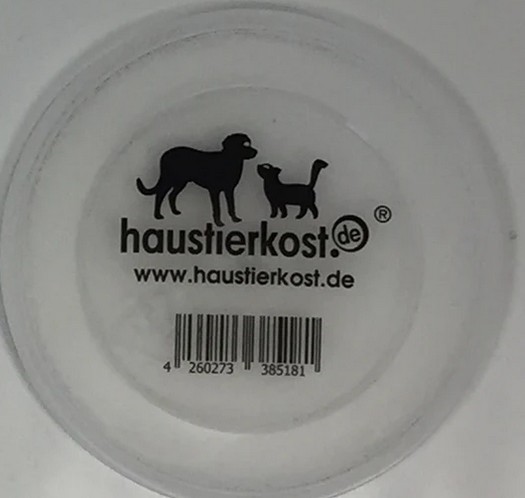 haustierkost.de®
www.haustierkost.de
4 260273 385181